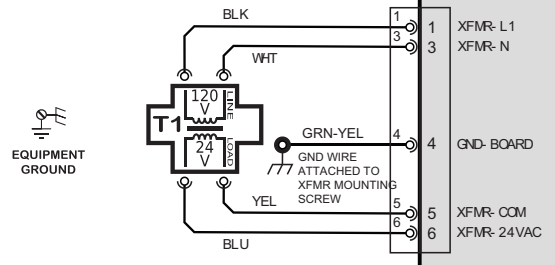 BLK
1 1 XFMR-L1
3 3 XFMR-N
WHT
120
V
LINE
T1
24
V
LOAD
GRN-YEL
4 4 GND-BOARD
GND WIRE
ATTACHED TO
XFMR MOUNTING
SCREW
EQUIPMENT
GROUND
YEL
5 5 XFMR-COM
6 6 XFMR-24VAC
BLU